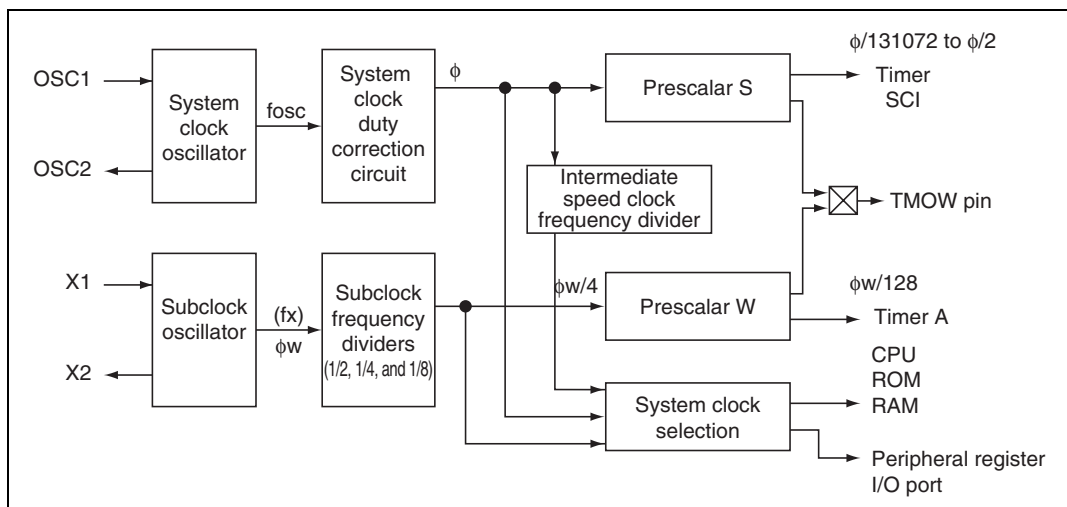 OSC1
OSC2
System
clock
oscillator
fosc
System
clock
duty
correction
circuit
ϕ
Prescalar S
ϕ/131072 to ϕ/2
Timer
SCI
Intermediate
speed clock
frequency divider
TMOW pin
X1
X2
Subclock
oscillator
(fx)
ϕw
Subclock
frequency
dividers
(1/2, 1/4, and 1/8)
ϕw/4
Prescalar W
ϕw/128
Timer A
System clock
selection
CPU
ROM
RAM
Peripheral register
I/O port